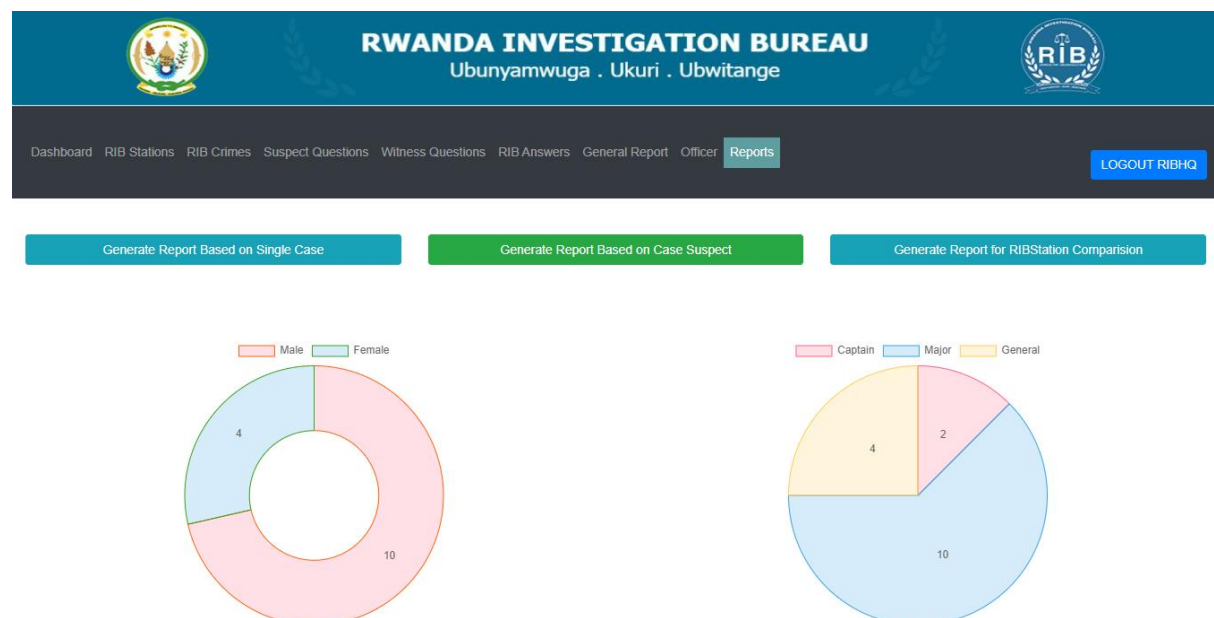 RWANDA INVESTIGATION BUREAU
Ubunyamwuga . Ukuri . Ubwitange
RIB
Dashboard RIB Stations RIB Crimes Suspect Questions Witness Questions RIB Answers General Report Officer Reports
LOGOUT RIBHQ
Generate Report Based on Single Case
Generate Report Based on Case Suspect
Generate Report for RIBStation Comparision
Male Female
4
10
Captain Major General
2
4
10